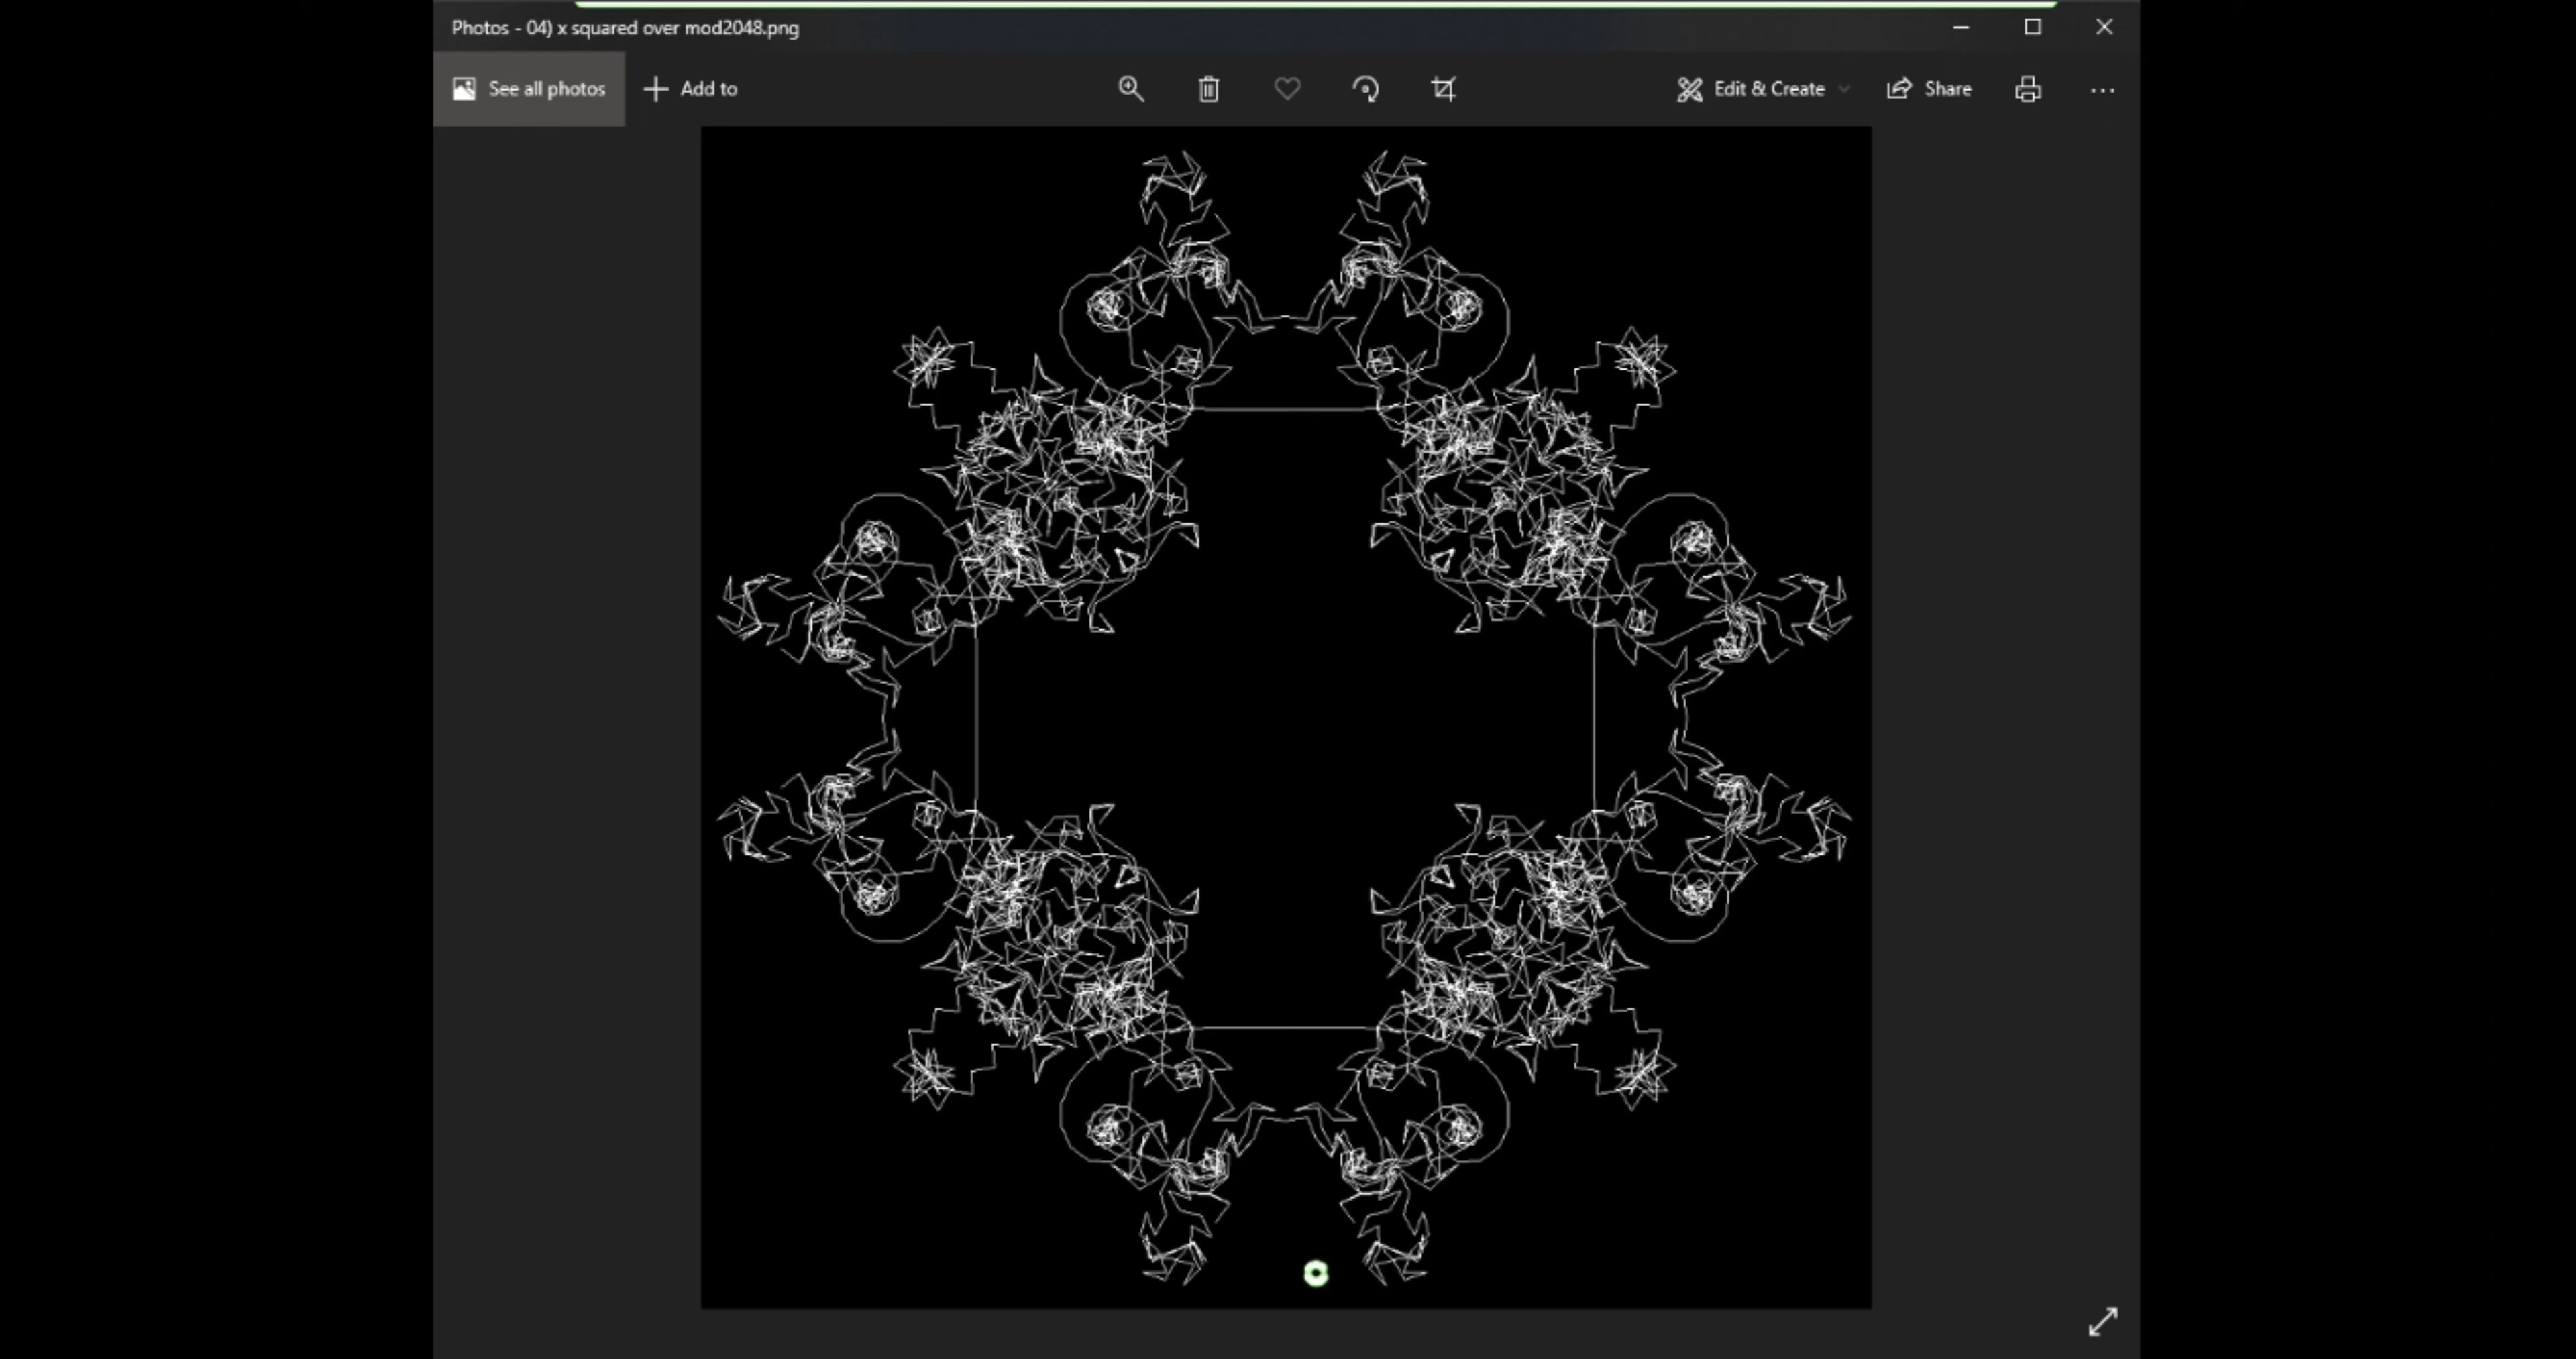 Photos - 04) x squared over mod2048.png
See all photos
Add to
Edit & Create
Share